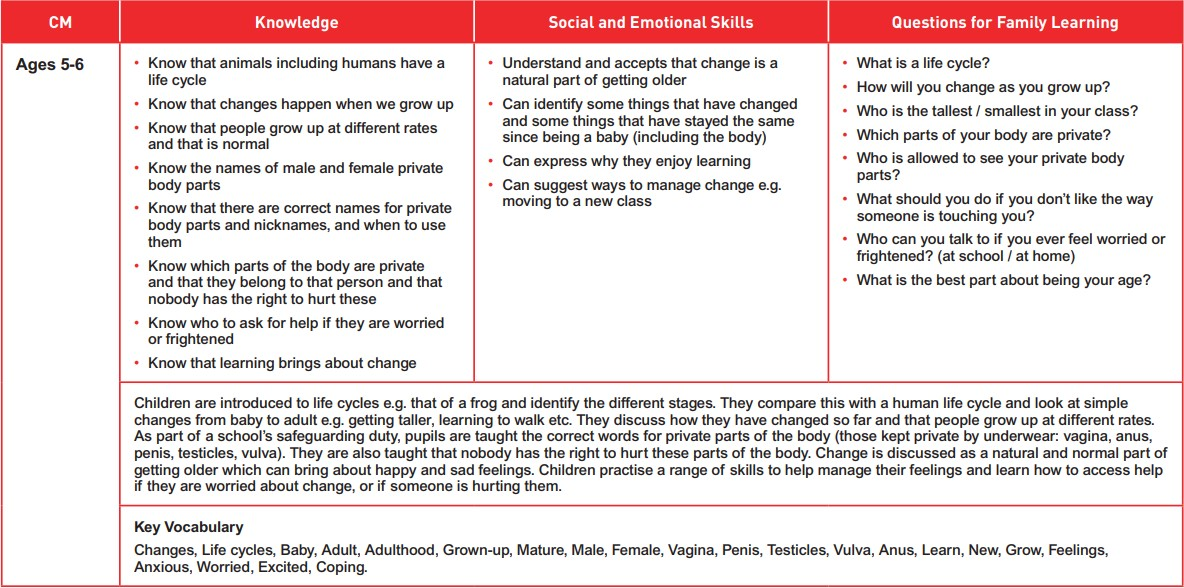 CM
Knowledge
Social and Emotional Skills
Questions for Family Learning
Ages 5-6
• Know that animals including humans have a
life cycle
• Know that changes happen when we grow up
• Know that people grow up at different rates
and that is normal
• Know the names of male and female private
body parts
• Know that there are correct names for private
body parts and nicknames, and when to use
them
• Know which parts of the body are private
and that they belong to that person and that
nobody has the right to hurt these
• Know who to ask for help if they are worried
or frightened
• Know that learning brings about change
• Understand and accepts that change is a
natural part of getting older
• Can identify some things that have changed
and some things that have stayed the same
since being a baby (including the body)
• Can express why they enjoy learning
• Can suggest ways to manage change e.g.
moving to a new class
• What is a life cycle?
• How will you change as you grow up?
• Who is the tallest / smallest in your class?
• Which parts of your body are private?
• Who is allowed to see your private body
parts?
• What should you do if you don’t like the way
someone is touching you?
• Who can you talk to if you ever feel worried or
frightened? (at school / at home)
• What is the best part about being your age?
Children are introduced to life cycles e.g. that of a frog and identify the different stages. They compare this with a human life cycle and look at simple
changes from baby to adult e.g. getting taller, learning to walk etc. They discuss how they have changed so far and that people grow up at different rates.
As part of a school’s safeguarding duty, pupils are taught the correct words for private parts of the body (those kept private by underwear: vagina, anus,
penis, testicles, vulva). They are also taught that nobody has the right to hurt these parts of the body. Change is discussed as a natural and normal part of
getting older which can bring about happy and sad feelings. Children practise a range of skills to help manage their feelings and learn how to access help
if they are worried about change, or if someone is hurting them.
Key Vocabulary
Changes, Life cycles, Baby, Adult, Adulthood, Grown-up, Mature, Male, Female, Vagina, Penis, Testicles, Vulva, Anus, Learn, New, Grow, Feelings,
Anxious, Worried, Excited, Coping.